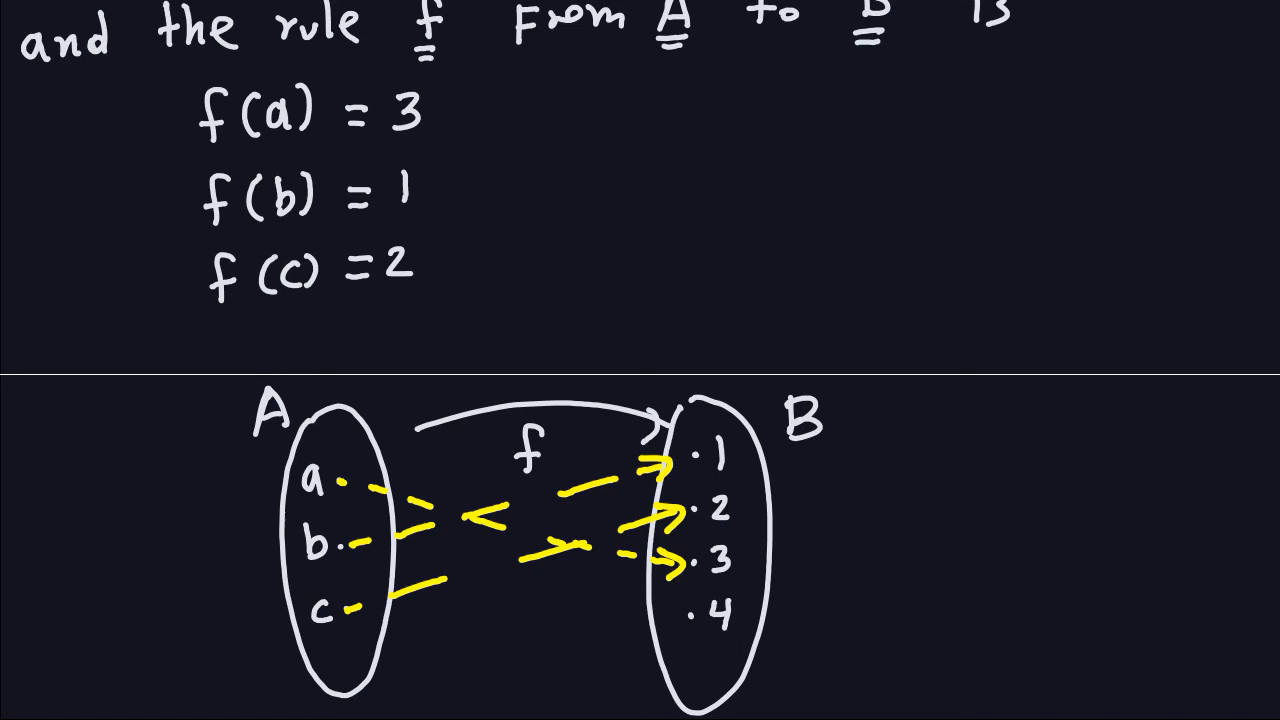 and the rule f From A to B is
f(a) = 3
f(b) = 1
f(c) = 2
A B
f
a
b
c
. 1
. 2
. 3
. 4